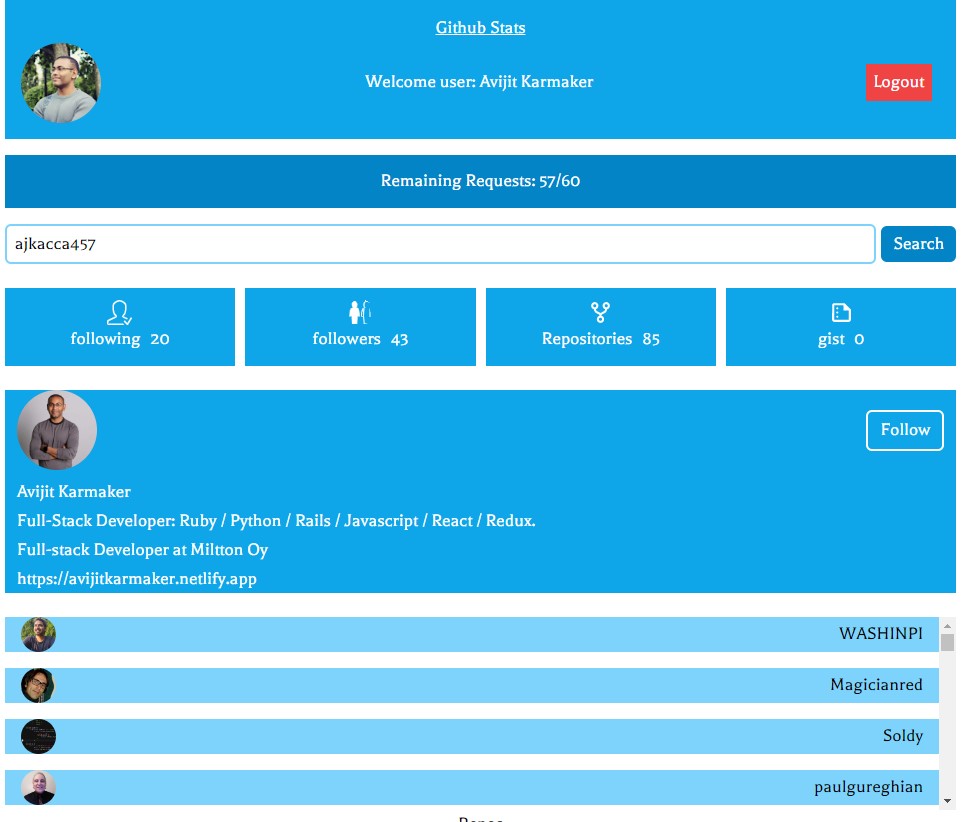 Github Stats
Welcome user: Avijit Karmaker
Logout
Remaining Requests: 57/60
ajkacca457
Search
following 20
followers 43
Repositories 85
gist 0
Follow
Avijit Karmaker
Full-Stack Developer: Ruby / Python / Rails / Javascript / React / Redux.
Full-stack Developer at Miltton Oy
https://avijitkarmaker.netlify.app
WASHINPI
Magicianred
Soldy
paulgureghian